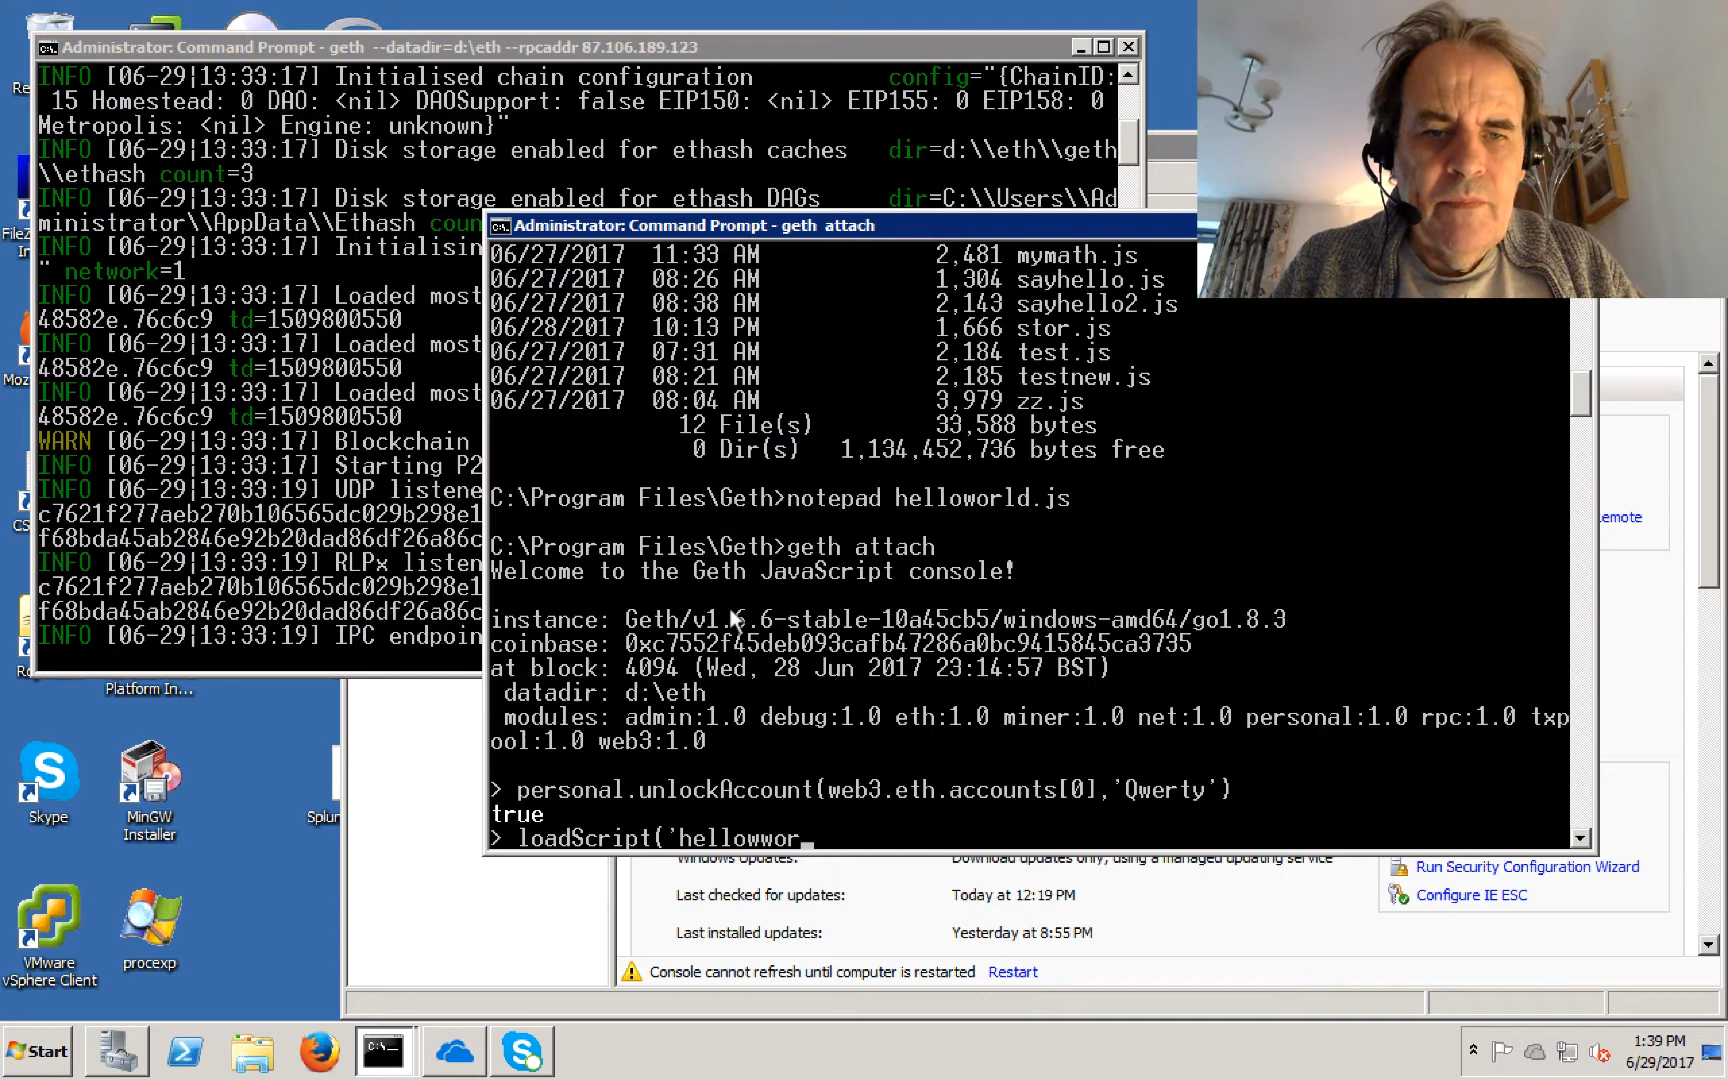 Administrator: Command Prompt - geth  --datadir=d:\eth --rpcaddr 87.106.189.123
INFO [06-29|13:33:17] Initialised chain configuration          config="{ChainID:
 15 Homestead: 0 DAO: <nil> DAOSupport: false EIP150: <nil> EIP155: 0 EIP158: 0
Metropolis: <nil> Engine: unknown}"
INFO [06-29|13:33:17] Disk storage enabled for ethash caches   dir=d:\\eth\\geth
\\ethash count=3
INFO [06-29|13:33:17] Disk storage enabled for ethash DAGs     dir=C:\\Users\\Ad
ministrator\\AppData\\Ethash coun
INFO [06-29|13:33:17] Initialisin
" network=1
INFO [06-29|13:33:17] Loaded most
48582e.76c6c9 td=1509800550
INFO [06-29|13:33:17] Loaded most
48582e.76c6c9 td=1509800550
INFO [06-29|13:33:17] Loaded most
48582e.76c6c9 td=1509800550
WARN [06-29|13:33:17] Blockchain
INFO [06-29|13:33:17] Starting P2
INFO [06-29|13:33:19] UDP listene
c7621f277aeb270b106565dc029b298e1
f68bda45ab2846e92b20dad86df26a86c
INFO [06-29|13:33:19] RLPx listen
c7621f277aeb270b106565dc029b298e1
f68bda45ab2846e92b20dad86df26a86c
INFO [06-29|13:33:19] IPC endpoin
Administrator: Command Prompt - geth  attach
06/27/2017  11:33 AM             2,481 mymath.js
06/27/2017  08:26 AM             1,304 sayhello.js
06/27/2017  08:38 AM             2,143 sayhello2.js
06/28/2017  10:13 PM             1,666 stor.js
06/27/2017  07:31 AM             2,184 test.js
06/27/2017  08:21 AM             2,185 testnew.js
06/27/2017  08:04 AM             3,979 zz.js
12 File(s)         33,588 bytes
0 Dir(s)   1,134,452,736 bytes free
C:\Program Files\Geth>notepad helloworld.js
C:\Program Files\Geth>geth attach
Welcome to the Geth JavaScript console!
instance: Geth/v1.6.6-stable-10a45cb5/windows-amd64/go1.8.3
coinbase: 0xc7552f45deb093cafb47286a0bc9415845ca3735
at block: 4094 (Wed, 28 Jun 2017 23:14:57 BST)
 datadir: d:\eth
 modules: admin:1.0 debug:1.0 eth:1.0 miner:1.0 net:1.0 personal:1.0 rpc:1.0 txp
ool:1.0 web3:1.0
> personal.unlockAccount(web3.eth.accounts[0],'Qwerty')
true
> loadScript('hellowwor_
Platform In...
Skype
MinGW
Installer
Splun
VMware
vSphere Client
procexp
emote
Windows Updates: Download updates only, using a managed updating service
Last checked for updates: Today at 12:19 PM
Last installed updates: Yesterday at 8:55 PM
Run Security Configuration Wizard
Configure IE ESC
Console cannot refresh until computer is restarted Restart
Start
1:39 PM
6/29/2017